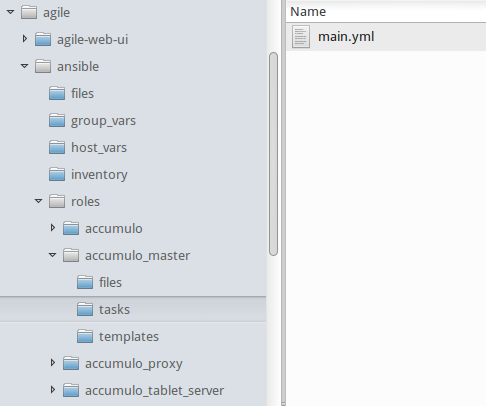 agile
agile-web-ui
ansible
files
group_vars
host_vars
inventory
roles
accumulo
accumulo_master
files
tasks
templates
accumulo_proxy
accumulo_tablet_server
Name
main.yml